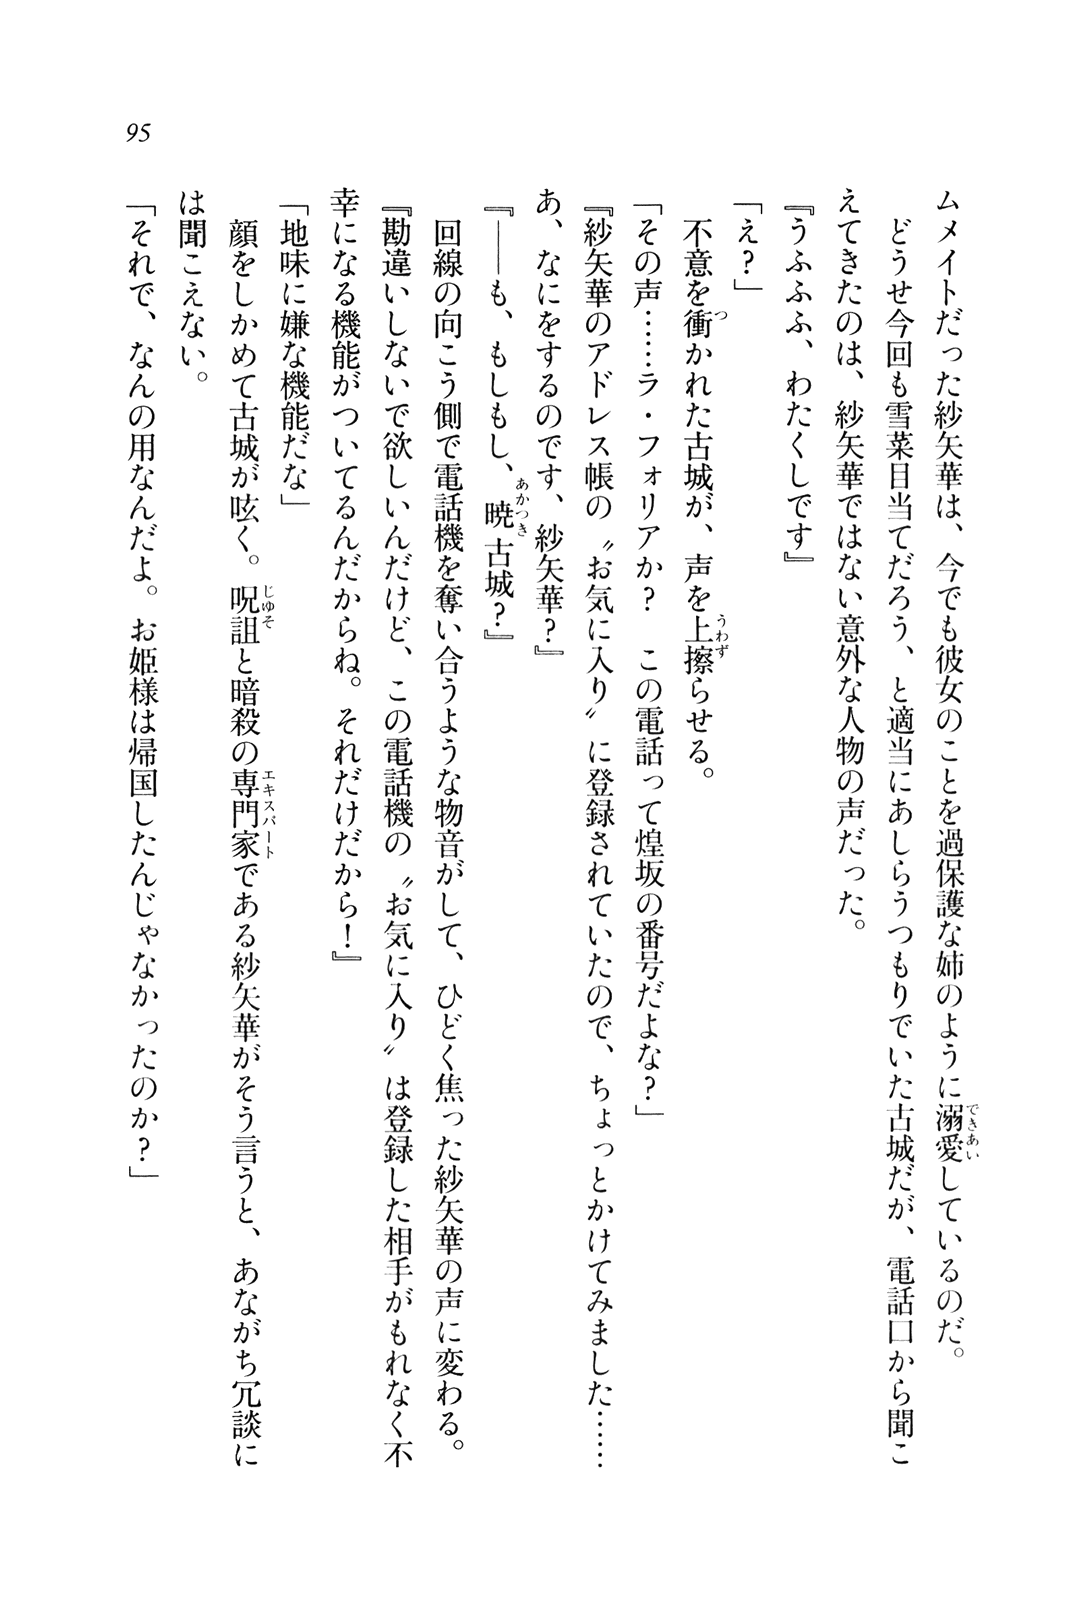 95
ムメイトだった紗矢華は、今でも彼女のことを過保護な姉のように溺愛しているのだ。
どうせ今回も雪菜目当てだろう、と適当にあしらうつもりでいた古城だが、電話口から聞こ
えてきたのは、紗矢華ではない意外な人物の声だった。
『うふふふ、わたくしです』
「え？」
不意を衝かれた古城が、声を上擦らせる。
「その声……ラ・フォリアか？　この電話って煌坂の番号だよな？」
『紗矢華のアドレス帳の〝お気に入り〟に登録されていたので、ちょっとかけてみました……
あ、なにをするのです、紗矢華？』
『――も、もしもし、暁古城？』
回線の向こう側で電話機を奪い合うような物音がして、ひどく焦った紗矢華の声に変わる。
『勘違いしないで欲しいんだけど、この電話機の〝お気に入り〟は登録した相手がもれなく不
幸になる機能がついてるんだからね。それだけだから！』
「地味に嫌な機能だな」
顔をしかめて古城が呟く。呪詛と暗殺の専門家である紗矢華がそう言うと、あながち冗談に
は聞こえない。
「それで、なんの用なんだよ。お姫様は帰国したんじゃなかったのか？」